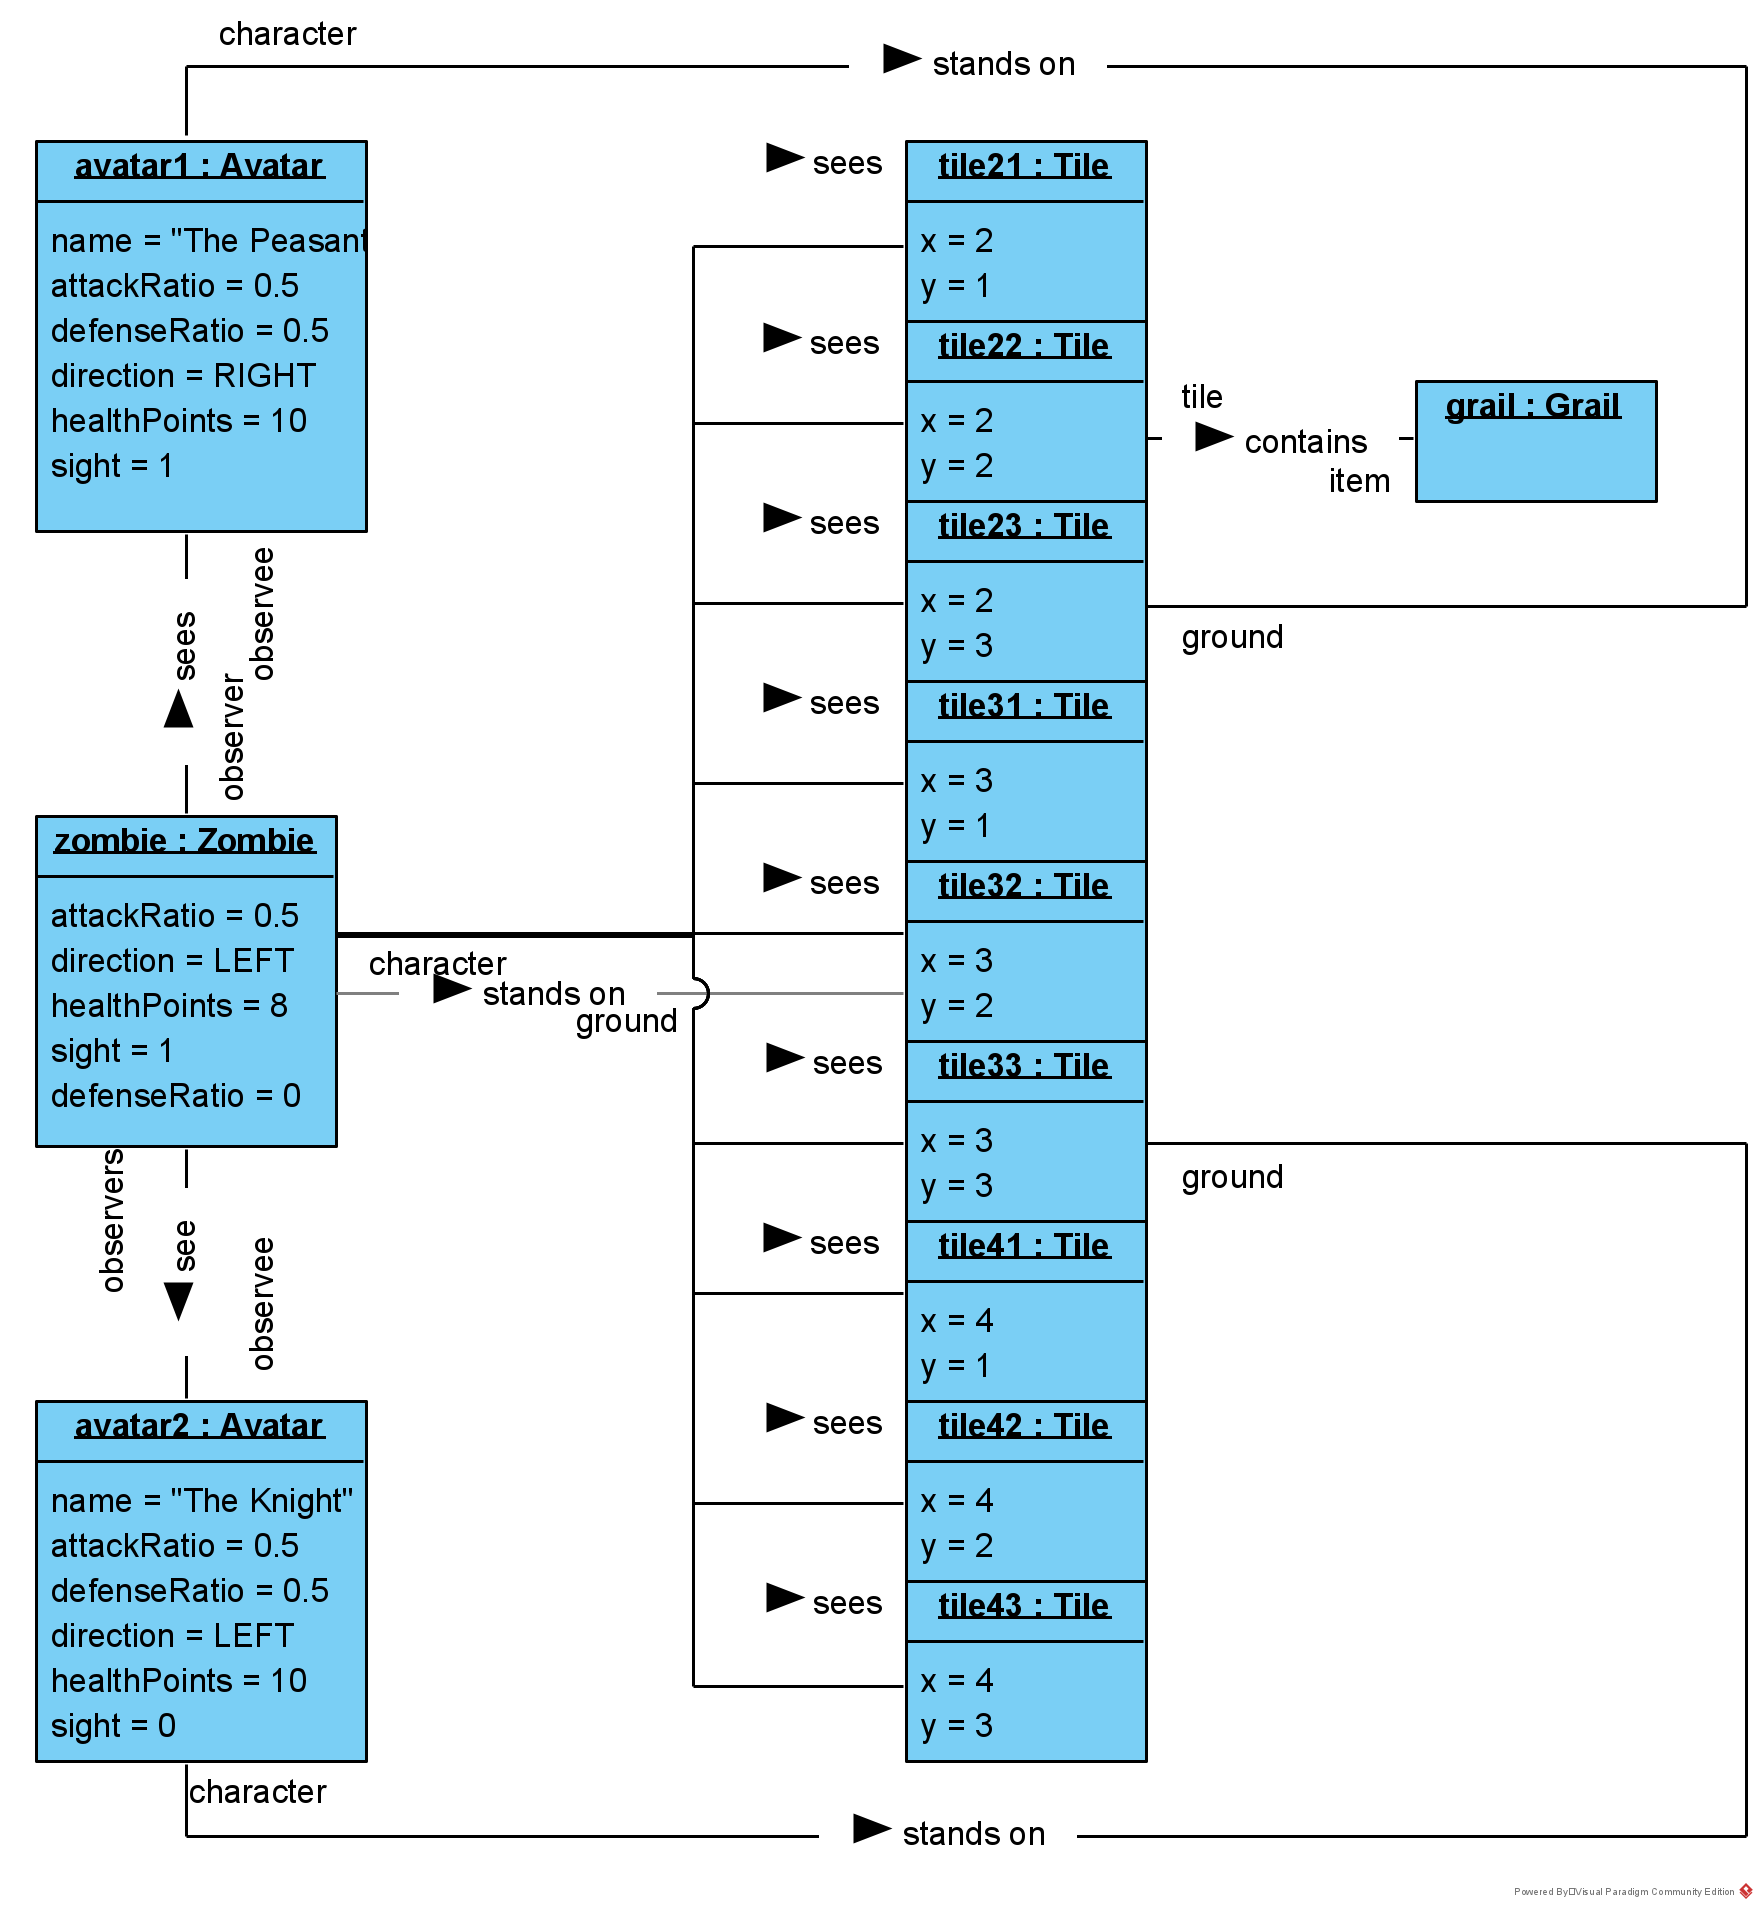 character
stands on
avatar1 : Avatar
name = "The Peasant
attackRatio = 0.5
defenseRatio = 0.5
direction = RIGHT
healthPoints = 10
sight = 1
sees
observer
observee
zombie : Zombie
attackRatio = 0.5
direction = LEFT
healthPoints = 8
sight = 1
defenseRatio = 0
character
stands on
ground
observers
see
observee
avatar2 : Avatar
name = "The Knight"
attackRatio = 0.5
defenseRatio = 0.5
direction = LEFT
healthPoints = 10
sight = 0
character
stands on
sees
tile21 : Tile
x = 2
y = 1
sees
tile22 : Tile
x = 2
y = 2
tile
contains
item
grail : Grail
sees
tile23 : Tile
x = 2
y = 3
ground
sees
tile31 : Tile
x = 3
y = 1
sees
tile32 : Tile
x = 3
y = 2
sees
tile33 : Tile
x = 3
y = 3
ground
sees
tile41 : Tile
x = 4
y = 1
sees
tile42 : Tile
x = 4
y = 2
sees
tile43 : Tile
x = 4
y = 3
Powered By Visual Paradigm Community Edition